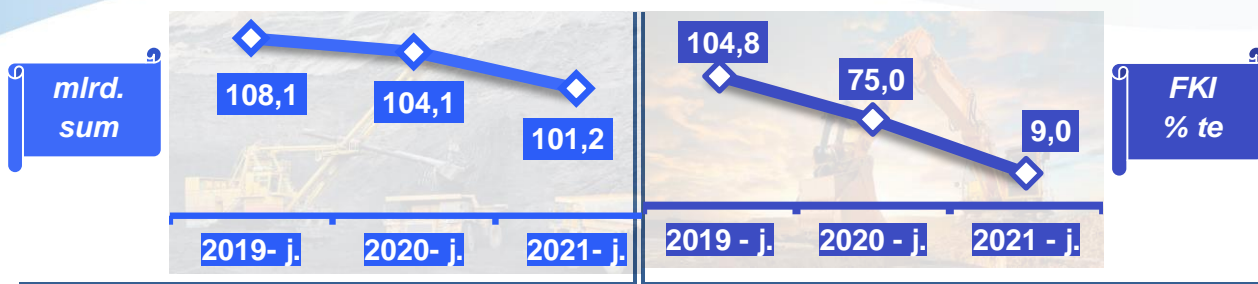 mlrd.
sum
108,1
104,1
101,2
2019- j.
2020- j.
2021- j.
104,8
75,0
9,0
2019 - j.
2020 - j.
2021 - j.
FKI
% te